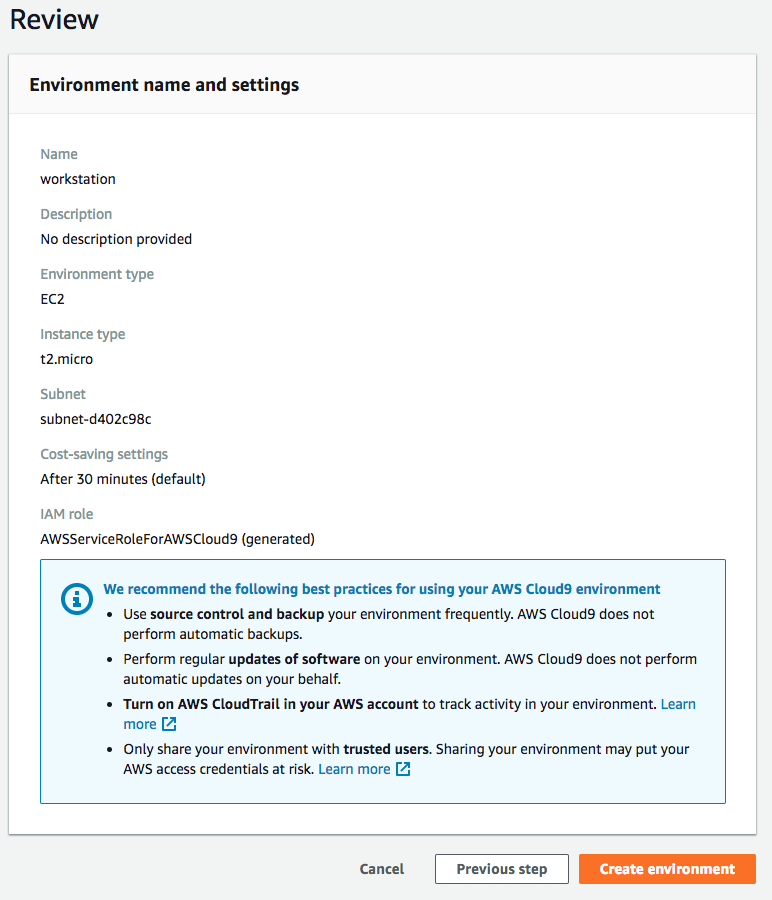 Review
Environment name and settings
Name
workstation
Description
No description provided
Environment type
EC2
Instance type
t2.micro
Subnet
subnet-d402c98c
Cost-saving settings
After 30 minutes (default)
IAM role
AWSServiceRoleForAWSCloud9 (generated)
We recommend the following best practices for using your AWS Cloud9 environment
• Use source control and backup your environment frequently. AWS Cloud9 does not
perform automatic backups.
• Perform regular updates of software on your environment. AWS Cloud9 does not perform
automatic updates on your behalf.
• Turn on AWS CloudTrail in your AWS account to track activity in your environment. Learn
more
• Only share your environment with trusted users. Sharing your environment may put your
AWS access credentials at risk. Learn more
Cancel
Previous step
Create environment